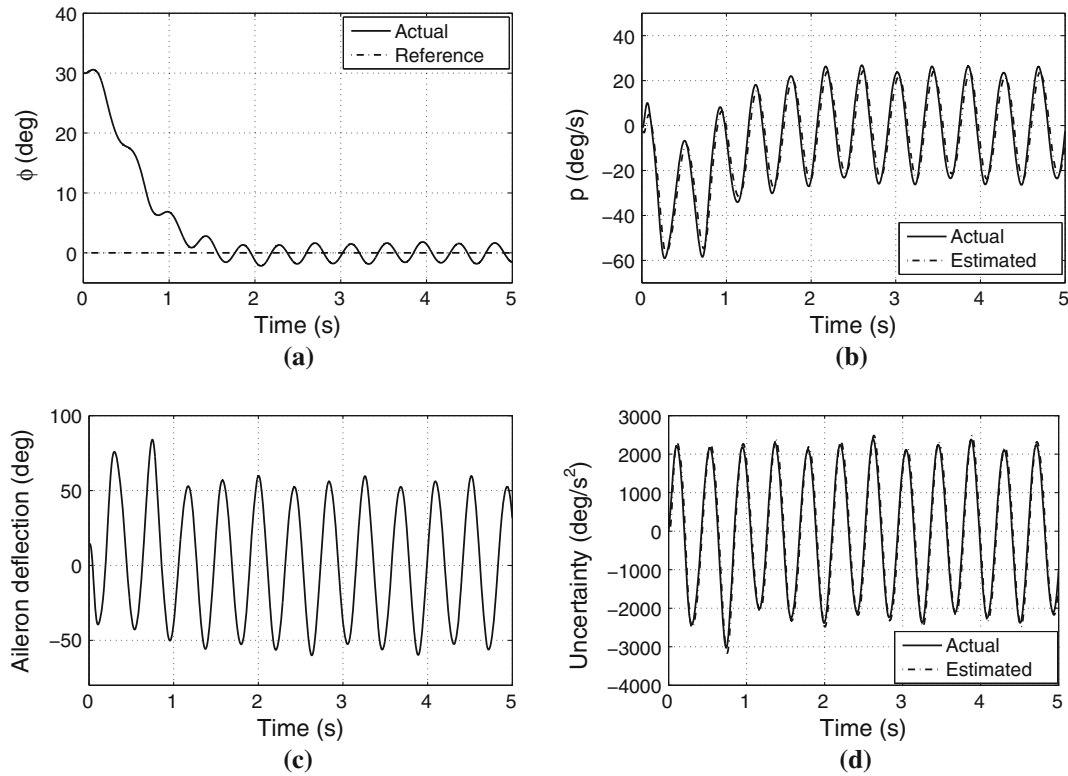 40
30
20
10
0
φ (deg)
Actual
Reference
0 1 2 3 4 5
Time (s)
(a)
40
20
0
−20
−40
−60
p (deg/s)
Actual
Estimated
0 1 2 3 4 5
Time (s)
(b)
100
50
0
−50
80
Aileron deflection (deg)
0 1 2 3 4 5
Time (s)
(c)
3000
2000
1000
0
−1000
−2000
−3000
−4000
Uncertainty (deg/s²)
Actual
Estimated
0 1 2 3 4 5
Time (s)
(d)